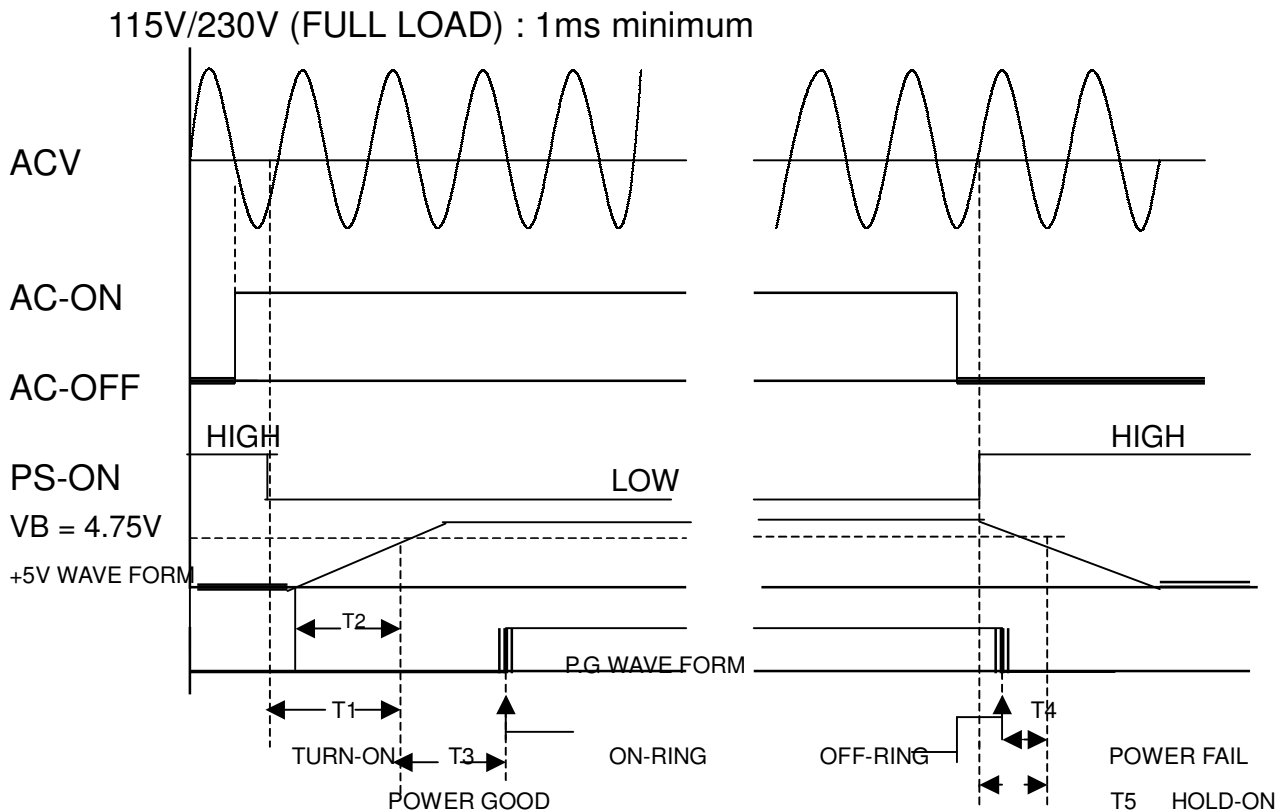 115V/230V (FULL LOAD) : 1ms minimum
ACV
AC-ON
AC-OFF
HIGH HIGH
PS-ON LOW
VB = 4.75V
+5V WAVE FORM
T2
P.G WAVE FORM
T1 T4
TURN-ON T3 ON-RING OFF-RING POWER FAIL
POWER GOOD T5 HOLD-ON